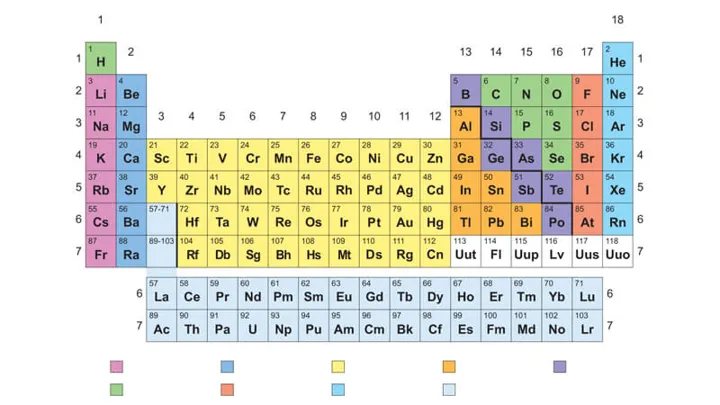 1 18
1 H 2 13 14 15 16 17 2 He 1
2 3 Li 4 Be 5 B 6 C 7 N 8 O 9 F 10 Ne 2
3 11 Na 12 Mg 3 4 5 6 7 8 9 10 11 12 13 Al 14 Si 15 P 16 S 17 Cl 18 Ar 3
4 19 K 20 Ca 21 Sc 22 Ti 23 V 24 Cr 25 Mn 26 Fe 27 Co 28 Ni 29 Cu 30 Zn 31 Ga 32 Ge 33 As 34 Se 35 Br 36 Kr 4
5 37 Rb 38 Sr 39 Y 40 Zr 41 Nb 42 Mo 43 Tc 44 Ru 45 Rh 46 Pd 47 Ag 48 Cd 49 In 50 Sn 51 Sb 52 Te 53 I 54 Xe 5
6 55 Cs 56 Ba 57-71 72 Hf 73 Ta 74 W 75 Re 76 Os 77 Ir 78 Pt 79 Au 80 Hg 81 Tl 82 Pb 83 Bi 84 Po 85 At 86 Rn 6
7 87 Fr 88 Ra 89-103 104 Rf 105 Db 106 Sg 107 Bh 108 Hs 109 Mt 110 Ds 111 Rg 112 Cn 113 Uut 114 Fl 115 Uup 116 Lv 117 Uus 118 Uuo 7
6 57 La 58 Ce 59 Pr 60 Nd 61 Pm 62 Sm 63 Eu 64 Gd 65 Tb 66 Dy 67 Ho 68 Er 69 Tm 70 Yb 71 Lu 6
7 89 Ac 90 Th 91 Pa 92 U 93 Np 94 Pu 95 Am 96 Cm 97 Bk 98 Cf 99 Es 100 Fm 101 Md 102 No 103 Lr 7